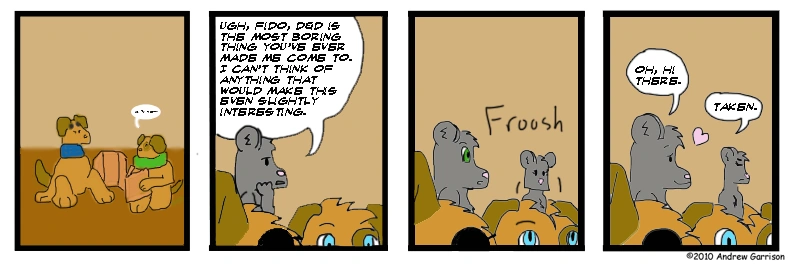 UGH, FIDO, D&D IS
THE MOST BORING
THING YOU'VE EVER
MADE ME COME TO.
I CAN'T THINK OF
ANYTHING THAT
WOULD MAKE THIS
EVEN SLIGHTLY
INTERESTING.
Froosh
OH, HI
THERE.
TAKEN.
©2010 Andrew Garrison